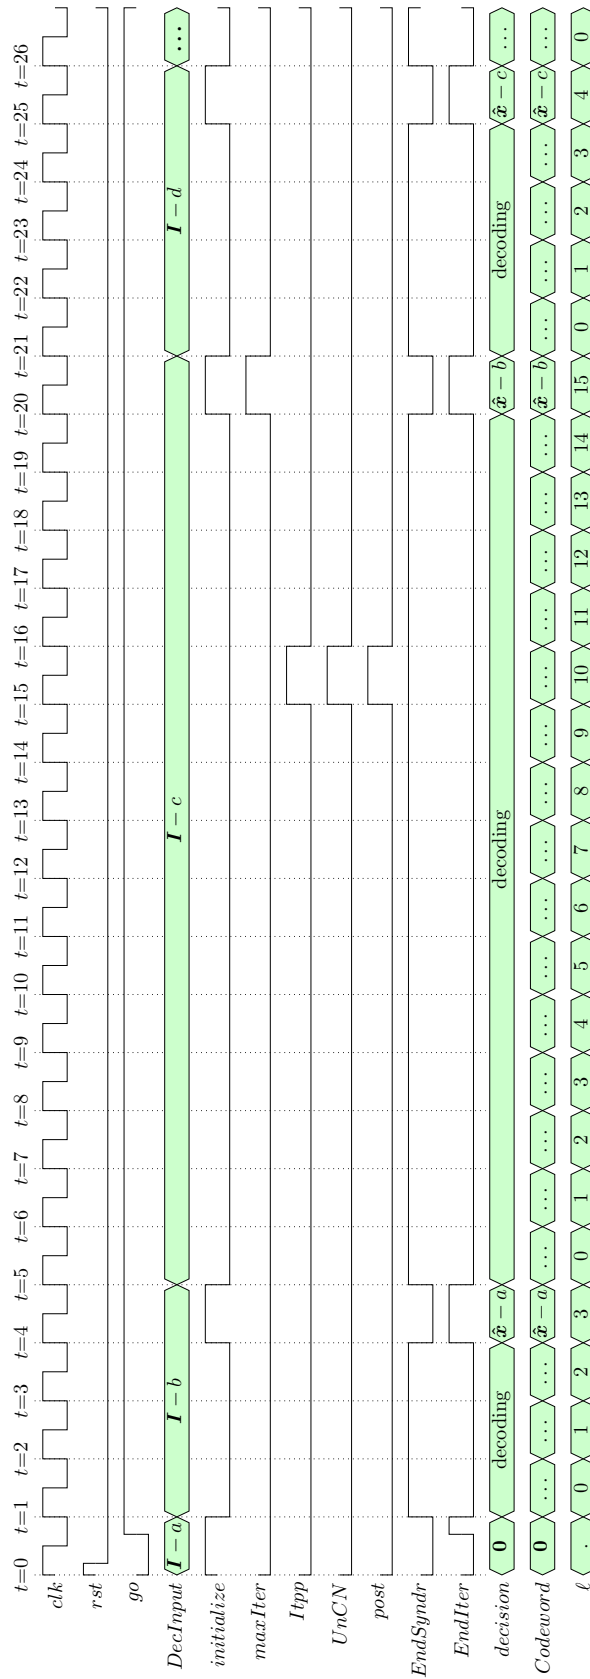 t=0 t=1 t=2 t=3 t=4 t=5 t=6 t=7 t=8 t=9 t=10 t=11 t=12 t=13 t=14 t=15 t=16 t=17 t=18 t=19 t=20 t=21 t=22 t=23 t=24 t=25 t=26
clk
rst
go
DecInput I − a I − b I − c I − d ...
initialize
maxIter
Itpp
UnCN
post
EndSyndr
EndIter
decision 0 decoding x̂ − a decoding x̂ − b decoding x̂ − c ...
Codeword 0 ... ... ... x̂ − a ... ... ... ... ... ... ... ... ... ... ... ... ... ... ... x̂ − b ... ... ... ... x̂ − c ...
ℓ . 0 1 2 3 0 1 2 3 4 5 6 7 8 9 10 11 12 13 14 15 0 1 2 3 4 0